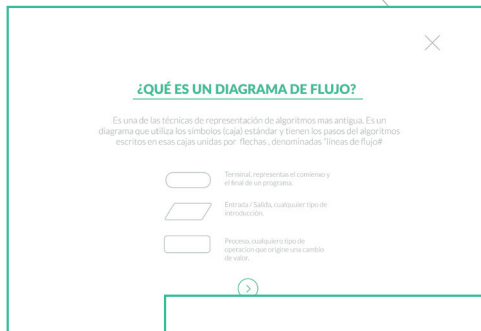 ¿QUÉ ES UN DIAGRAMA DE FLUJO?
Es una de las técnicas de representación de algoritmos mas antigua. Es un
diagrama que utiliza los símbolos (caja) estándar y tienen los pasos del algoritmos
escritos en esas cajas unidas por flechas , denominadas "líneas de flujo#
Terminal, representas el comienzo y
el final de un programa.
Entrada / Salida, cualquier tipo de
introducción.
Proceso, cualquiero tipo de
operacion que origine una cambio
de valor.